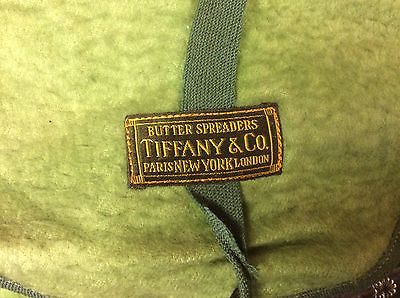 BUTTER SPREADERS
TIFFANY & CO.
PARIS NEW YORK LONDON